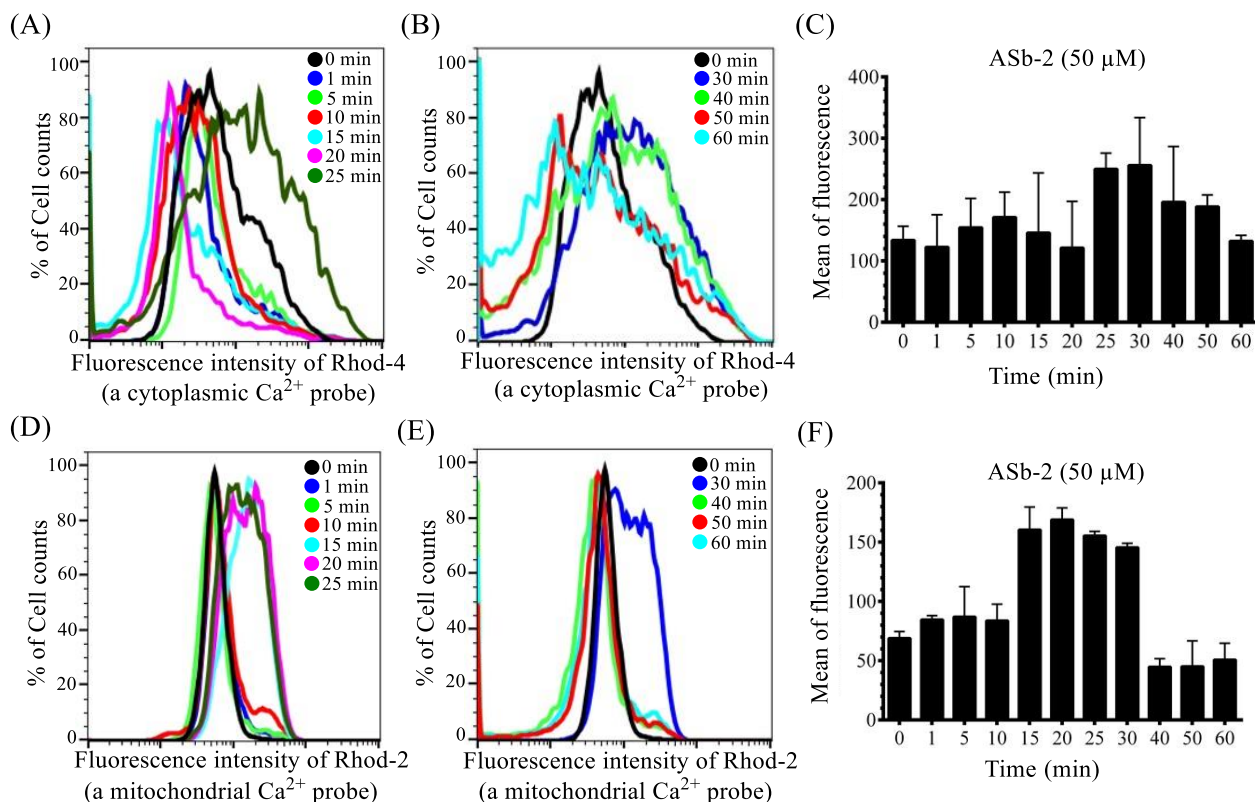 (A)
100
80
60
40
20
0
% of Cell counts
0 min
1 min
5 min
10 min
15 min
20 min
25 min
Fluorescence intensity of Rhod-4
(a cytoplasmic Ca²⁺ probe)
(B)
100
80
60
40
20
0
% of Cell counts
0 min
30 min
40 min
50 min
60 min
Fluorescence intensity of Rhod-4
(a cytoplasmic Ca²⁺ probe)
(C)
ASb-2 (50 µM)
400
300
200
100
0
Mean of fluorescence
0 1 5 10 15 20 25 30 40 50 60
Time (min)
(D)
100
80
60
40
20
0
% of Cell counts
0 min
1 min
5 min
10 min
15 min
20 min
25 min
Fluorescence intensity of Rhod-2
(a mitochondrial Ca²⁺ probe)
(E)
100
80
60
40
20
0
% of Cell counts
0 min
30 min
40 min
50 min
60 min
Fluorescence intensity of Rhod-2
(a mitochondrial Ca²⁺ probe)
(F)
ASb-2 (50 µM)
200
150
100
50
0
Mean of fluorescence
0 1 5 10 15 20 25 30 40 50 60
Time (min)